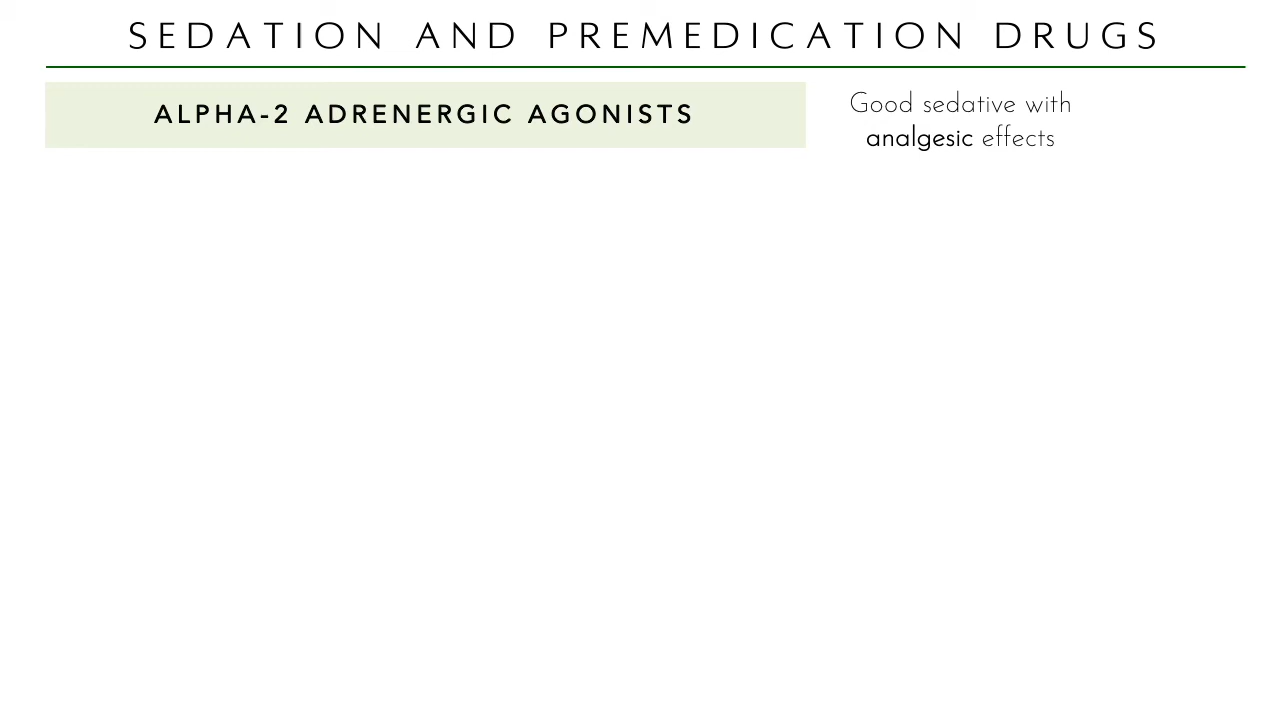 SEDATION AND PREMEDICATION DRUGS
ALPHA-2 ADRENERGIC AGONISTS
Good sedative with
analgesic effects